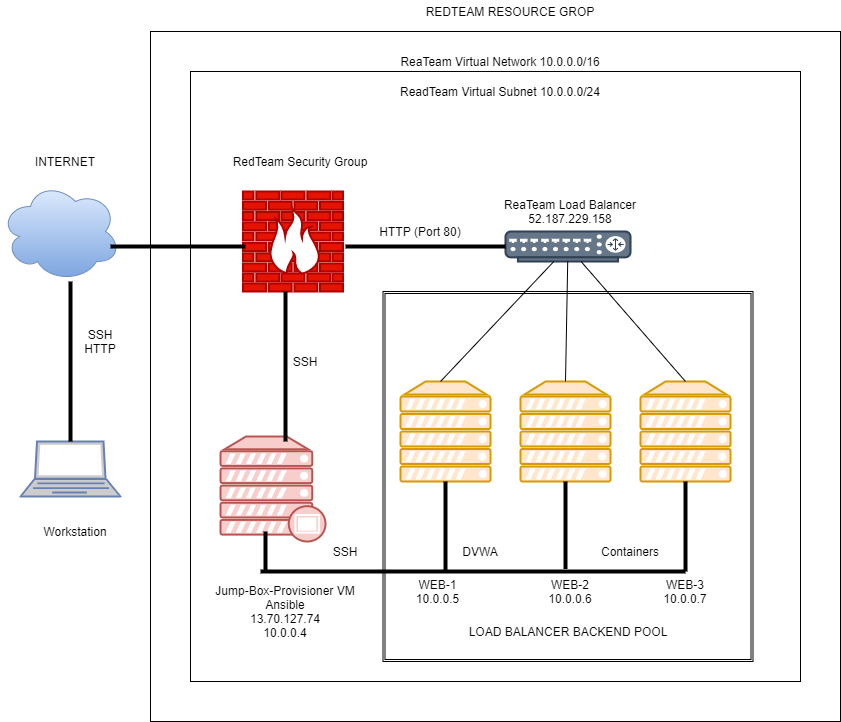 REDTEAM RESOURCE GROP
ReaTeam Virtual Network 10.0.0.0/16
ReadTeam Virtual Subnet 10.0.0.0/24
INTERNET
RedTeam Security Group
ReaTeam Load Balancer
52.187.229.158
HTTP (Port 80)
SSH
HTTP
SSH
Workstation
SSH
DVWA
Containers
Jump-Box-Provisioner VM
Ansible
13.70.127.74
10.0.0.4
WEB-1
10.0.0.5
WEB-2
10.0.0.6
WEB-3
10.0.0.7
LOAD BALANCER BACKEND POOL